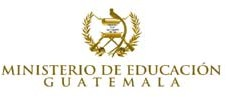 MINISTERIO DE EDUCACIÓN
GUATEMALA